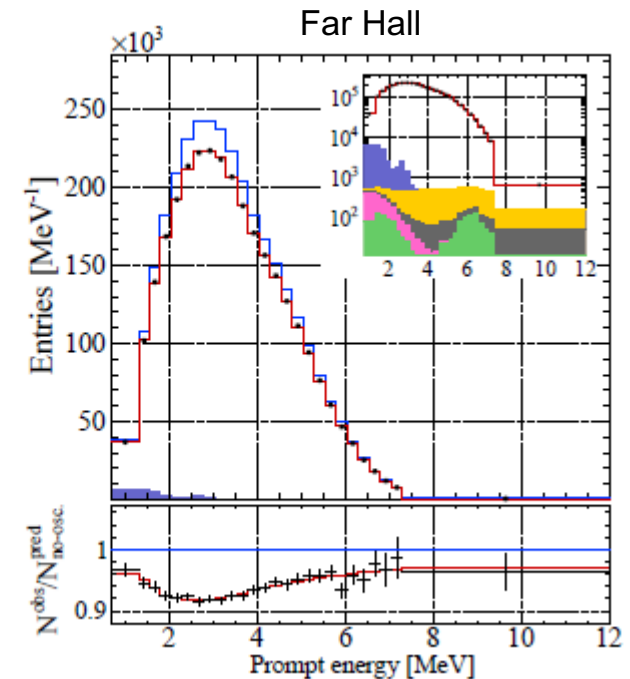 Far Hall
×10³
250
200
150
100
50
Entries [MeV⁻¹]
10⁵
10⁴
10³
10²
2 4 6 8 10 12
1
0.9
N^obs/N^pred_no-osc.
2 4 6 8 10 12
Prompt energy [MeV]